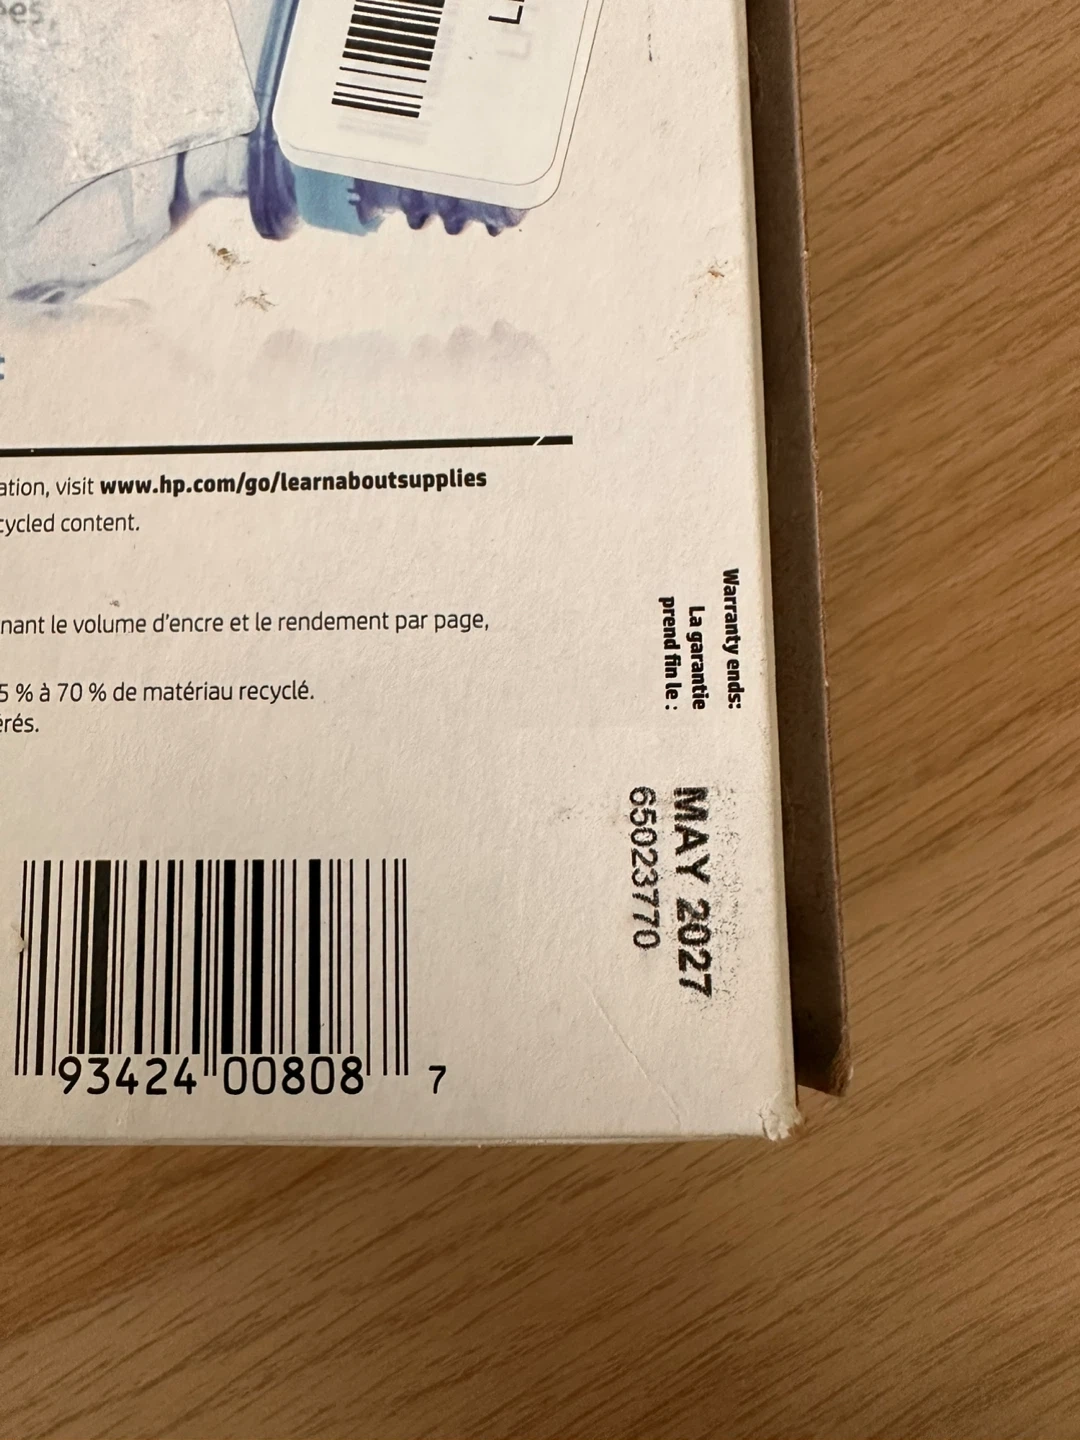 ation, visit www.hp.com/go/learnaboutsupplies
cycled content.
nant le volume d'encre et le rendement par page,
5 % à 70 % de matériau recyclé.
érés.
Warranty ends:
La garantie
prend fin le :
MAY 2027
65023770
93424 00808 7